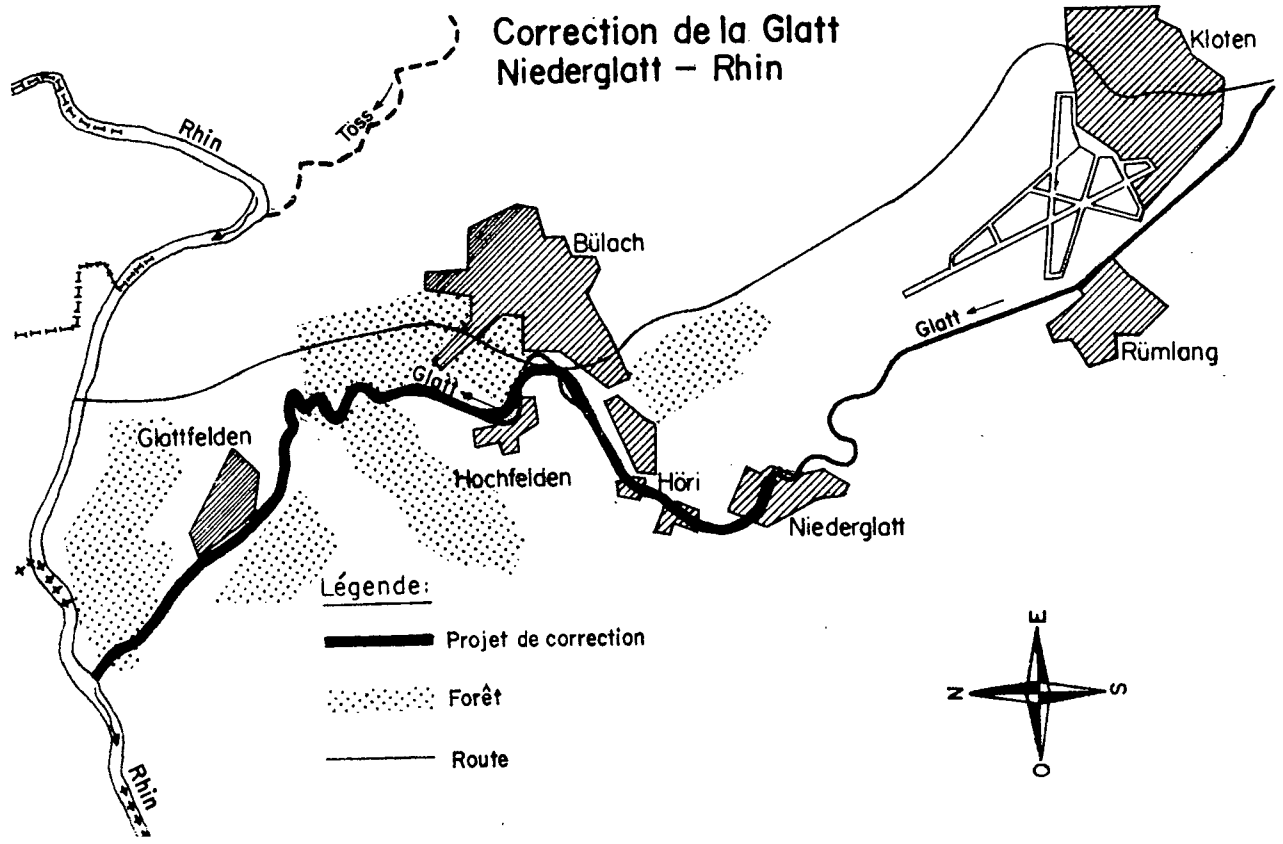 Correction de la Glatt
Niederglatt – Rhin
Kloten
Rhin
Töss
Bülach
Glatt
Rümlang
Glatt
Glattfelden
Hochfelden
Höri
Niederglatt
Légende:
Projet de correction
Forêt
Route
E
N
S
O
Rhin